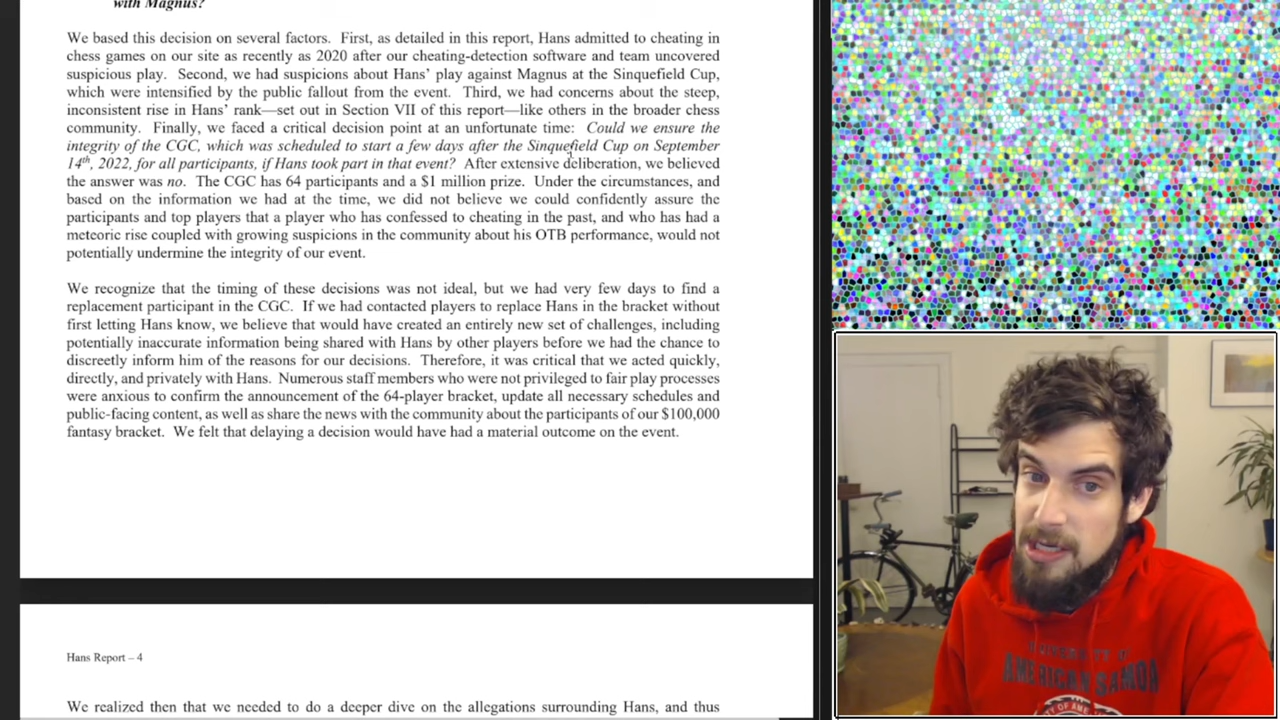 with Magnus?
We based this decision on several factors. First, as detailed in this report, Hans admitted to cheating in
chess games on our site as recently as 2020 after our cheating-detection software and team uncovered
suspicious play. Second, we had suspicions about Hans’ play against Magnus at the Sinquefield Cup,
which were intensified by the public fallout from the event. Third, we had concerns about the steep,
inconsistent rise in Hans’ rank—set out in Section VII of this report—like others in the broader chess
community. Finally, we faced a critical decision point at an unfortunate time: Could we ensure the
integrity of the CGC, which was scheduled to start a few days after the Sinquefield Cup on September
14th, 2022, for all participants, if Hans took part in that event? After extensive deliberation, we believed
the answer was no. The CGC has 64 participants and a $1 million prize. Under the circumstances, and
based on the information we had at the time, we did not believe we could confidently assure the
participants and top players that a player who has confessed to cheating in the past, and who has had a
meteoric rise coupled with growing suspicions in the community about his OTB performance, would not
potentially undermine the integrity of our event.
We recognize that the timing of these decisions was not ideal, but we had very few days to find a
replacement participant in the CGC. If we had contacted players to replace Hans in the bracket without
first letting Hans know, we believe that would have created an entirely new set of challenges, including
potentially inaccurate information being shared with Hans by other players before we had the chance to
discreetly inform him of the reasons for our decisions. Therefore, it was critical that we acted quickly,
directly, and privately with Hans. Numerous staff members who were not privileged to fair play processes
were anxious to confirm the announcement of the 64-player bracket, update all necessary schedules and
public-facing content, as well as share the news with the community about the participants of our $100,000
fantasy bracket. We felt that delaying a decision would have had a material outcome on the event.
Hans Report – 4
We realized then that we needed to do a deeper dive on the allegations surrounding Hans, and thus
UNIVERSITY OF
AMERICAN SAMOA